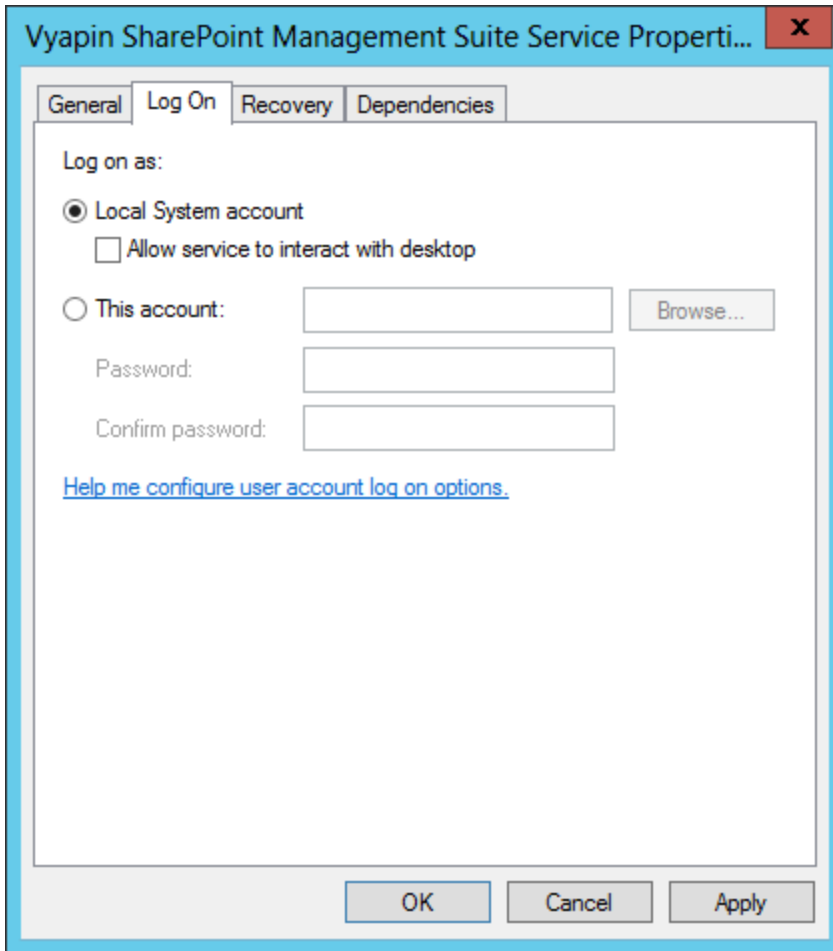 Vyapin SharePoint Management Suite Service Properti...
x
General Log On Recovery Dependencies
Log on as:
Local System account
Allow service to interact with desktop
This account: Browse...
Password:
Confirm password:
Help me configure user account log on options.
OK Cancel Apply